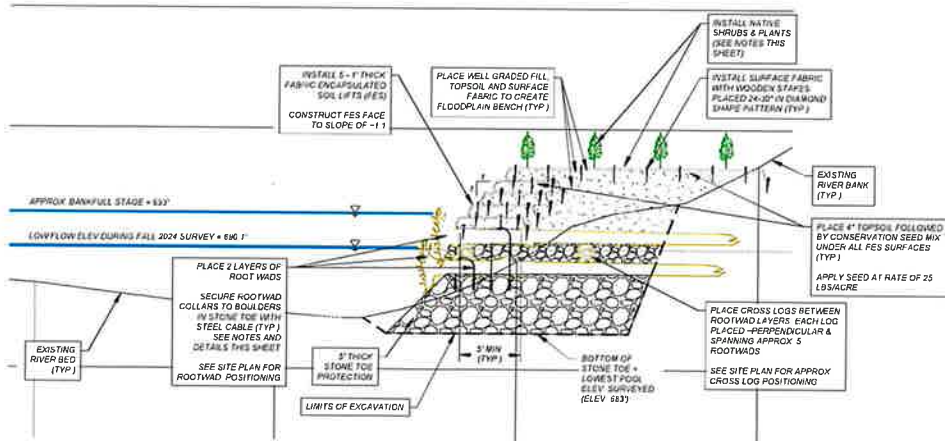 INSTALL NATIVE
SHRUBS & PLANTS
(SEE NOTES THIS
SHEET)
INSTALL 5 - 1' THICK
FABRIC ENCAPSULATED
SOIL LIFTS (FES)
CONSTRUCT FES FACE
TO SLOPE OF ~1:1
PLACE WELL GRADED FILL,
TOPSOIL AND SURFACE
FABRIC TO CREATE
FLOODPLAIN BENCH (TYP.)
INSTALL SURFACE FABRIC
WITH WOODEN STAKES
PLACED 24-30" IN DIAMOND
SHAPE PATTERN (TYP.)
EXISTING
RIVER BANK
(TYP.)
APPROX BANKFULL STAGE =
LOW FLOW ELEV DURING FALL 2024 SURVEY = 690.1'
PLACE 4" TOPSOIL FOLLOWED
BY CONSERVATION SEED MIX
UNDER ALL FES SURFACES
(TYP.)
APPLY SEED AT RATE OF 25
LBS/ACRE
PLACE 2 LAYERS OF
ROOT WADS
SECURE ROOTWAD
COLLARS TO BOULDERS
IN STONE TOE WITH
STEEL CABLE (TYP.)
SEE NOTES AND
DETAILS THIS SHEET
SEE SITE PLAN FOR
ROOTWAD POSITIONING
PLACE CROSS LOGS BETWEEN
ROOTWAD LAYERS. EACH LOG
PLACED ~PERPENDICULAR &
SPANNING APPROX 5
ROOTWADS
SEE SITE PLAN FOR APPROX
CROSS LOG POSITIONING
EXISTING
RIVER BED
(TYP.)
5' THICK
STONE TOE
PROTECTION
5' MIN
(TYP.)
BOTTOM OF
STONE TOE =
LOWEST POOL
ELEV. SURVEYED
(ELEV. 683')
LIMITS OF EXCAVATION